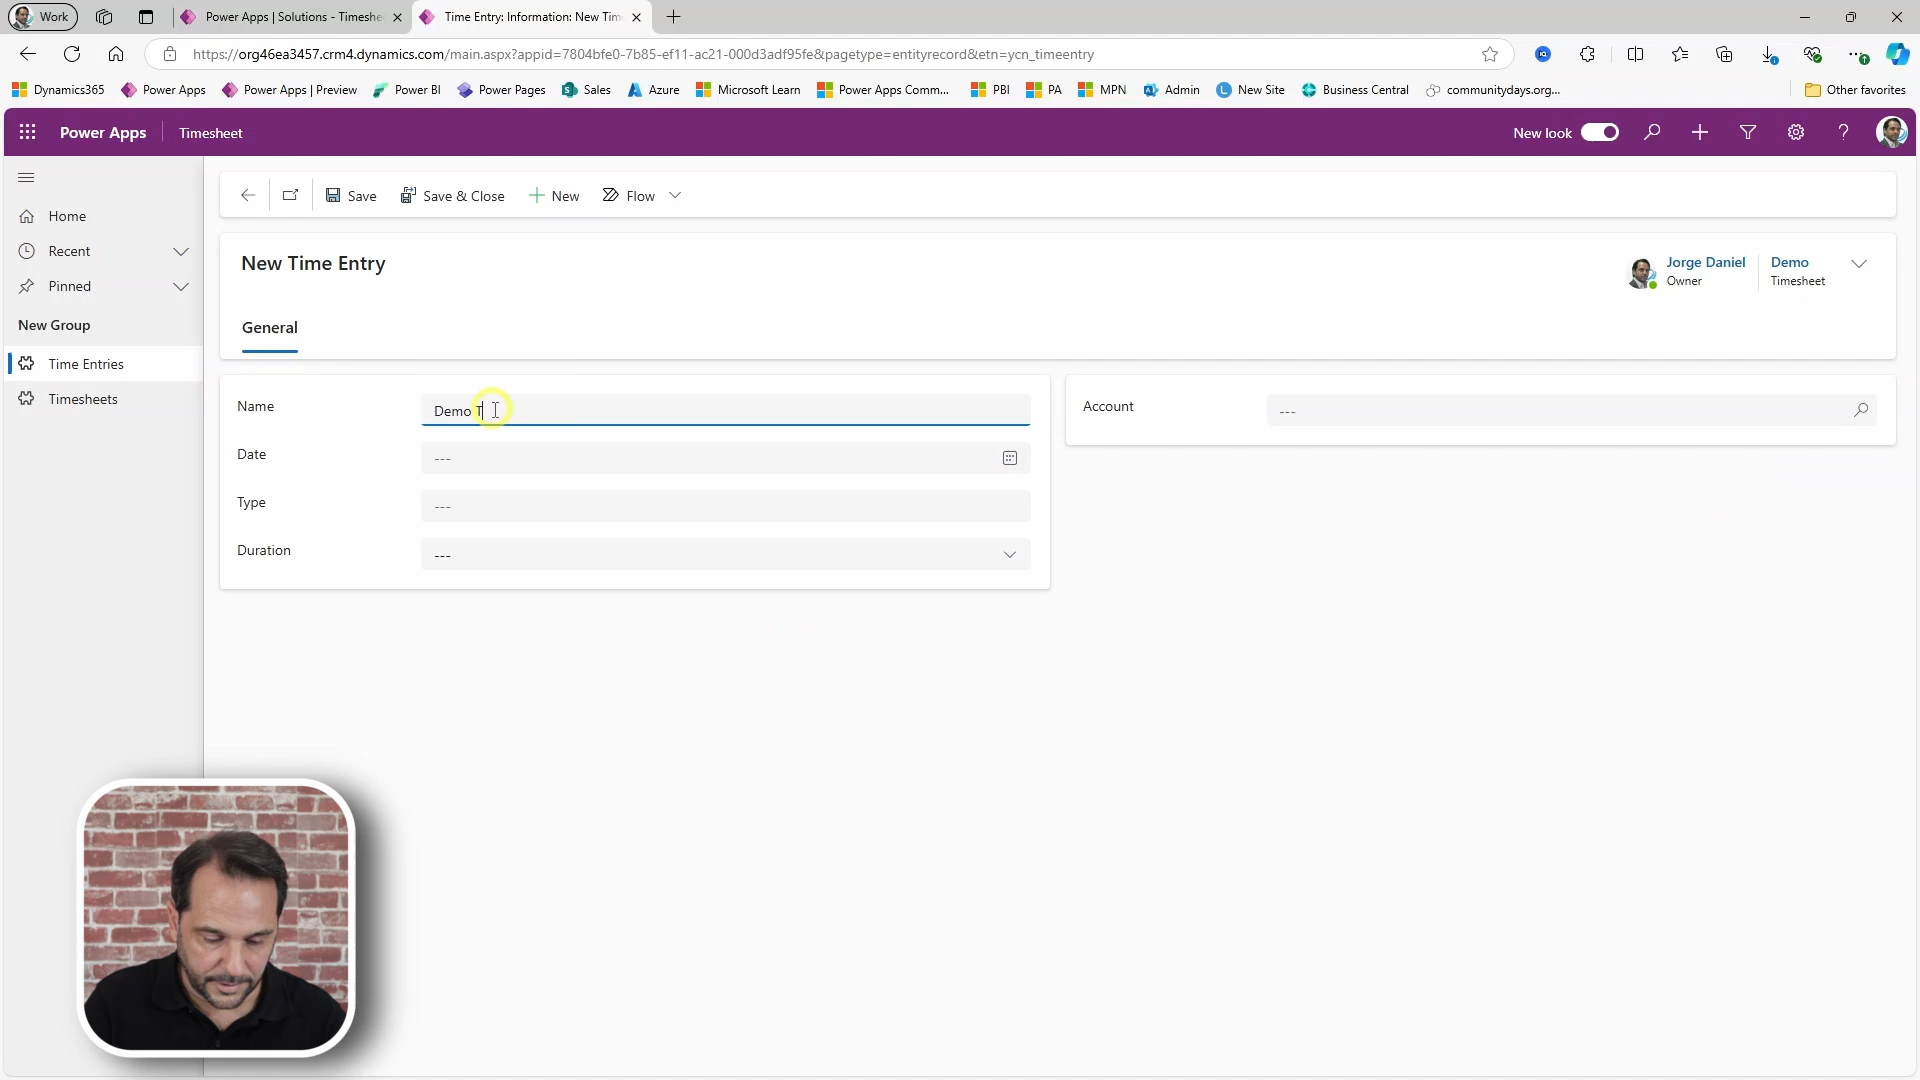 Work
Power Apps | Solutions - Timeshe
Time Entry: Information: New Tim
https://org46ea3457.crm4.dynamics.com/main.aspx?appid=7804bfe0-7b85-ef11-ac21-000d3adf95fe&pagetype=entityrecord&etn=ycn_timeentry
Dynamics365 Power Apps Power Apps | Preview Power BI Power Pages Sales Azure Microsoft Learn Power Apps Comm... PBI PA MPN Admin New Site Business Central communitydays.org... Other favorites
Power Apps Timesheet New look
Save Save & Close New Flow
Home
Recent
Pinned
New Group
Time Entries
Timesheets
New Time Entry
Jorge Daniel
Owner
Demo
Timesheet
General
Name Demo T
Date ---
Type ---
Duration ---
Account ---